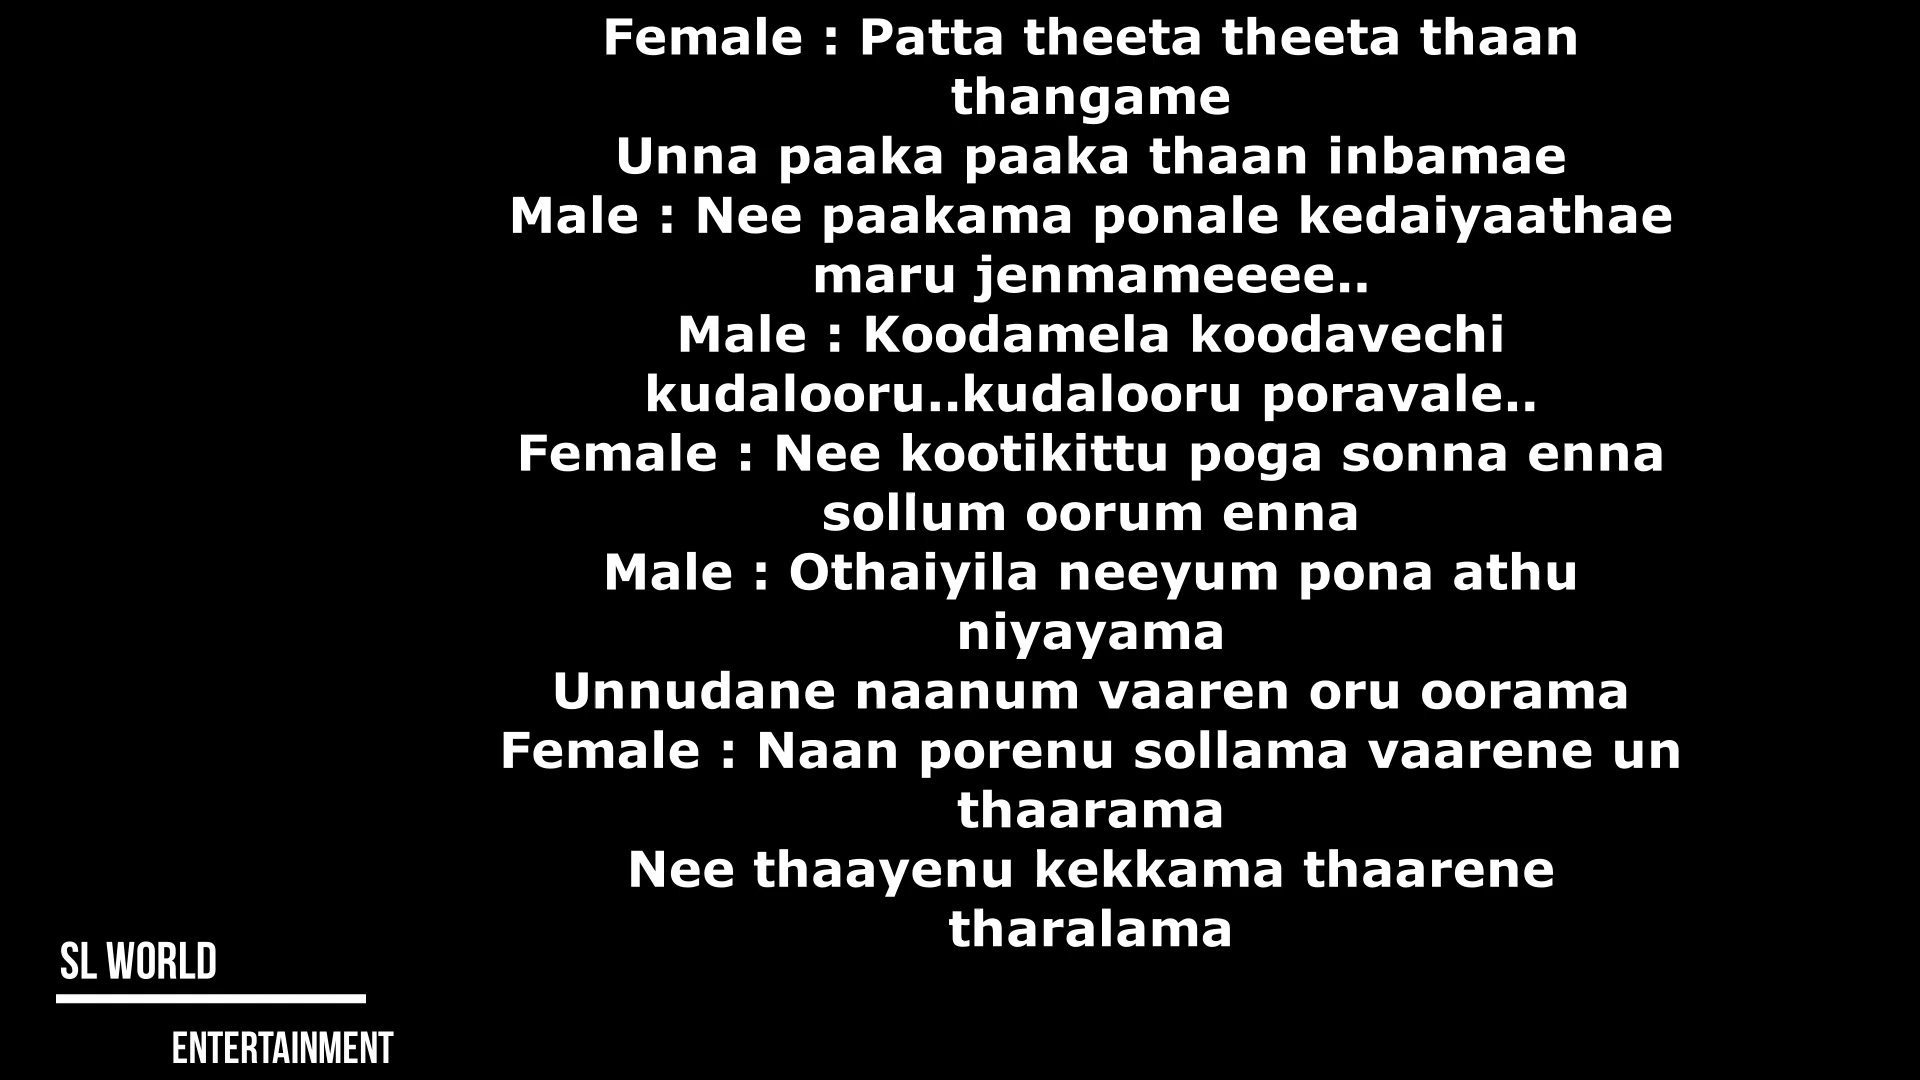 Female : Patta theeta theeta thaan
thangame
Unna paaka paaka thaan inbamae
Male : Nee paakama ponale kedaiyaathae
maru jenmameeee..
Male : Koodamela koodavechi
kudalooru..kudalooru poravale..
Female : Nee kootikittu poga sonna enna
sollum oorum enna
Male : Othaiyila neeyum pona athu
niyayama
Unnudane naanum vaaren oru oorama
Female : Naan porenu sollama vaarene un
thaarama
Nee thaayenu kekkama thaarene
tharalama
SL WORLD
ENTERTAINMENT